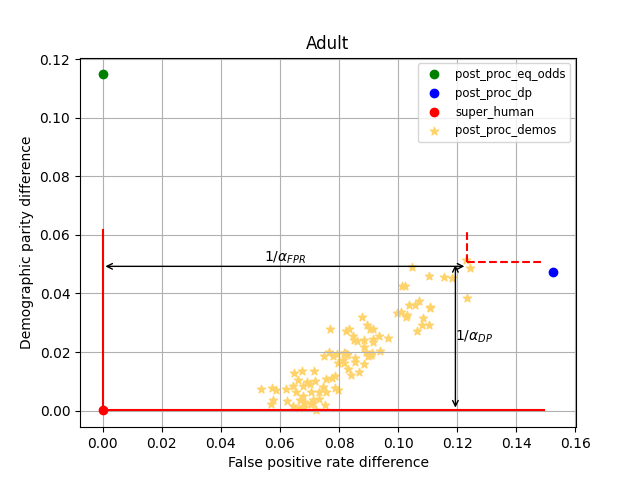 Adult
0.12
0.10
0.08
0.06
0.04
0.02
0.00
Demographic parity difference
post_proc_eq_odds
post_proc_dp
super_human
post_proc_demos
1/α_FPR
1/α_DP
0.00 0.02 0.04 0.06 0.08 0.10 0.12 0.14 0.16
False positive rate difference